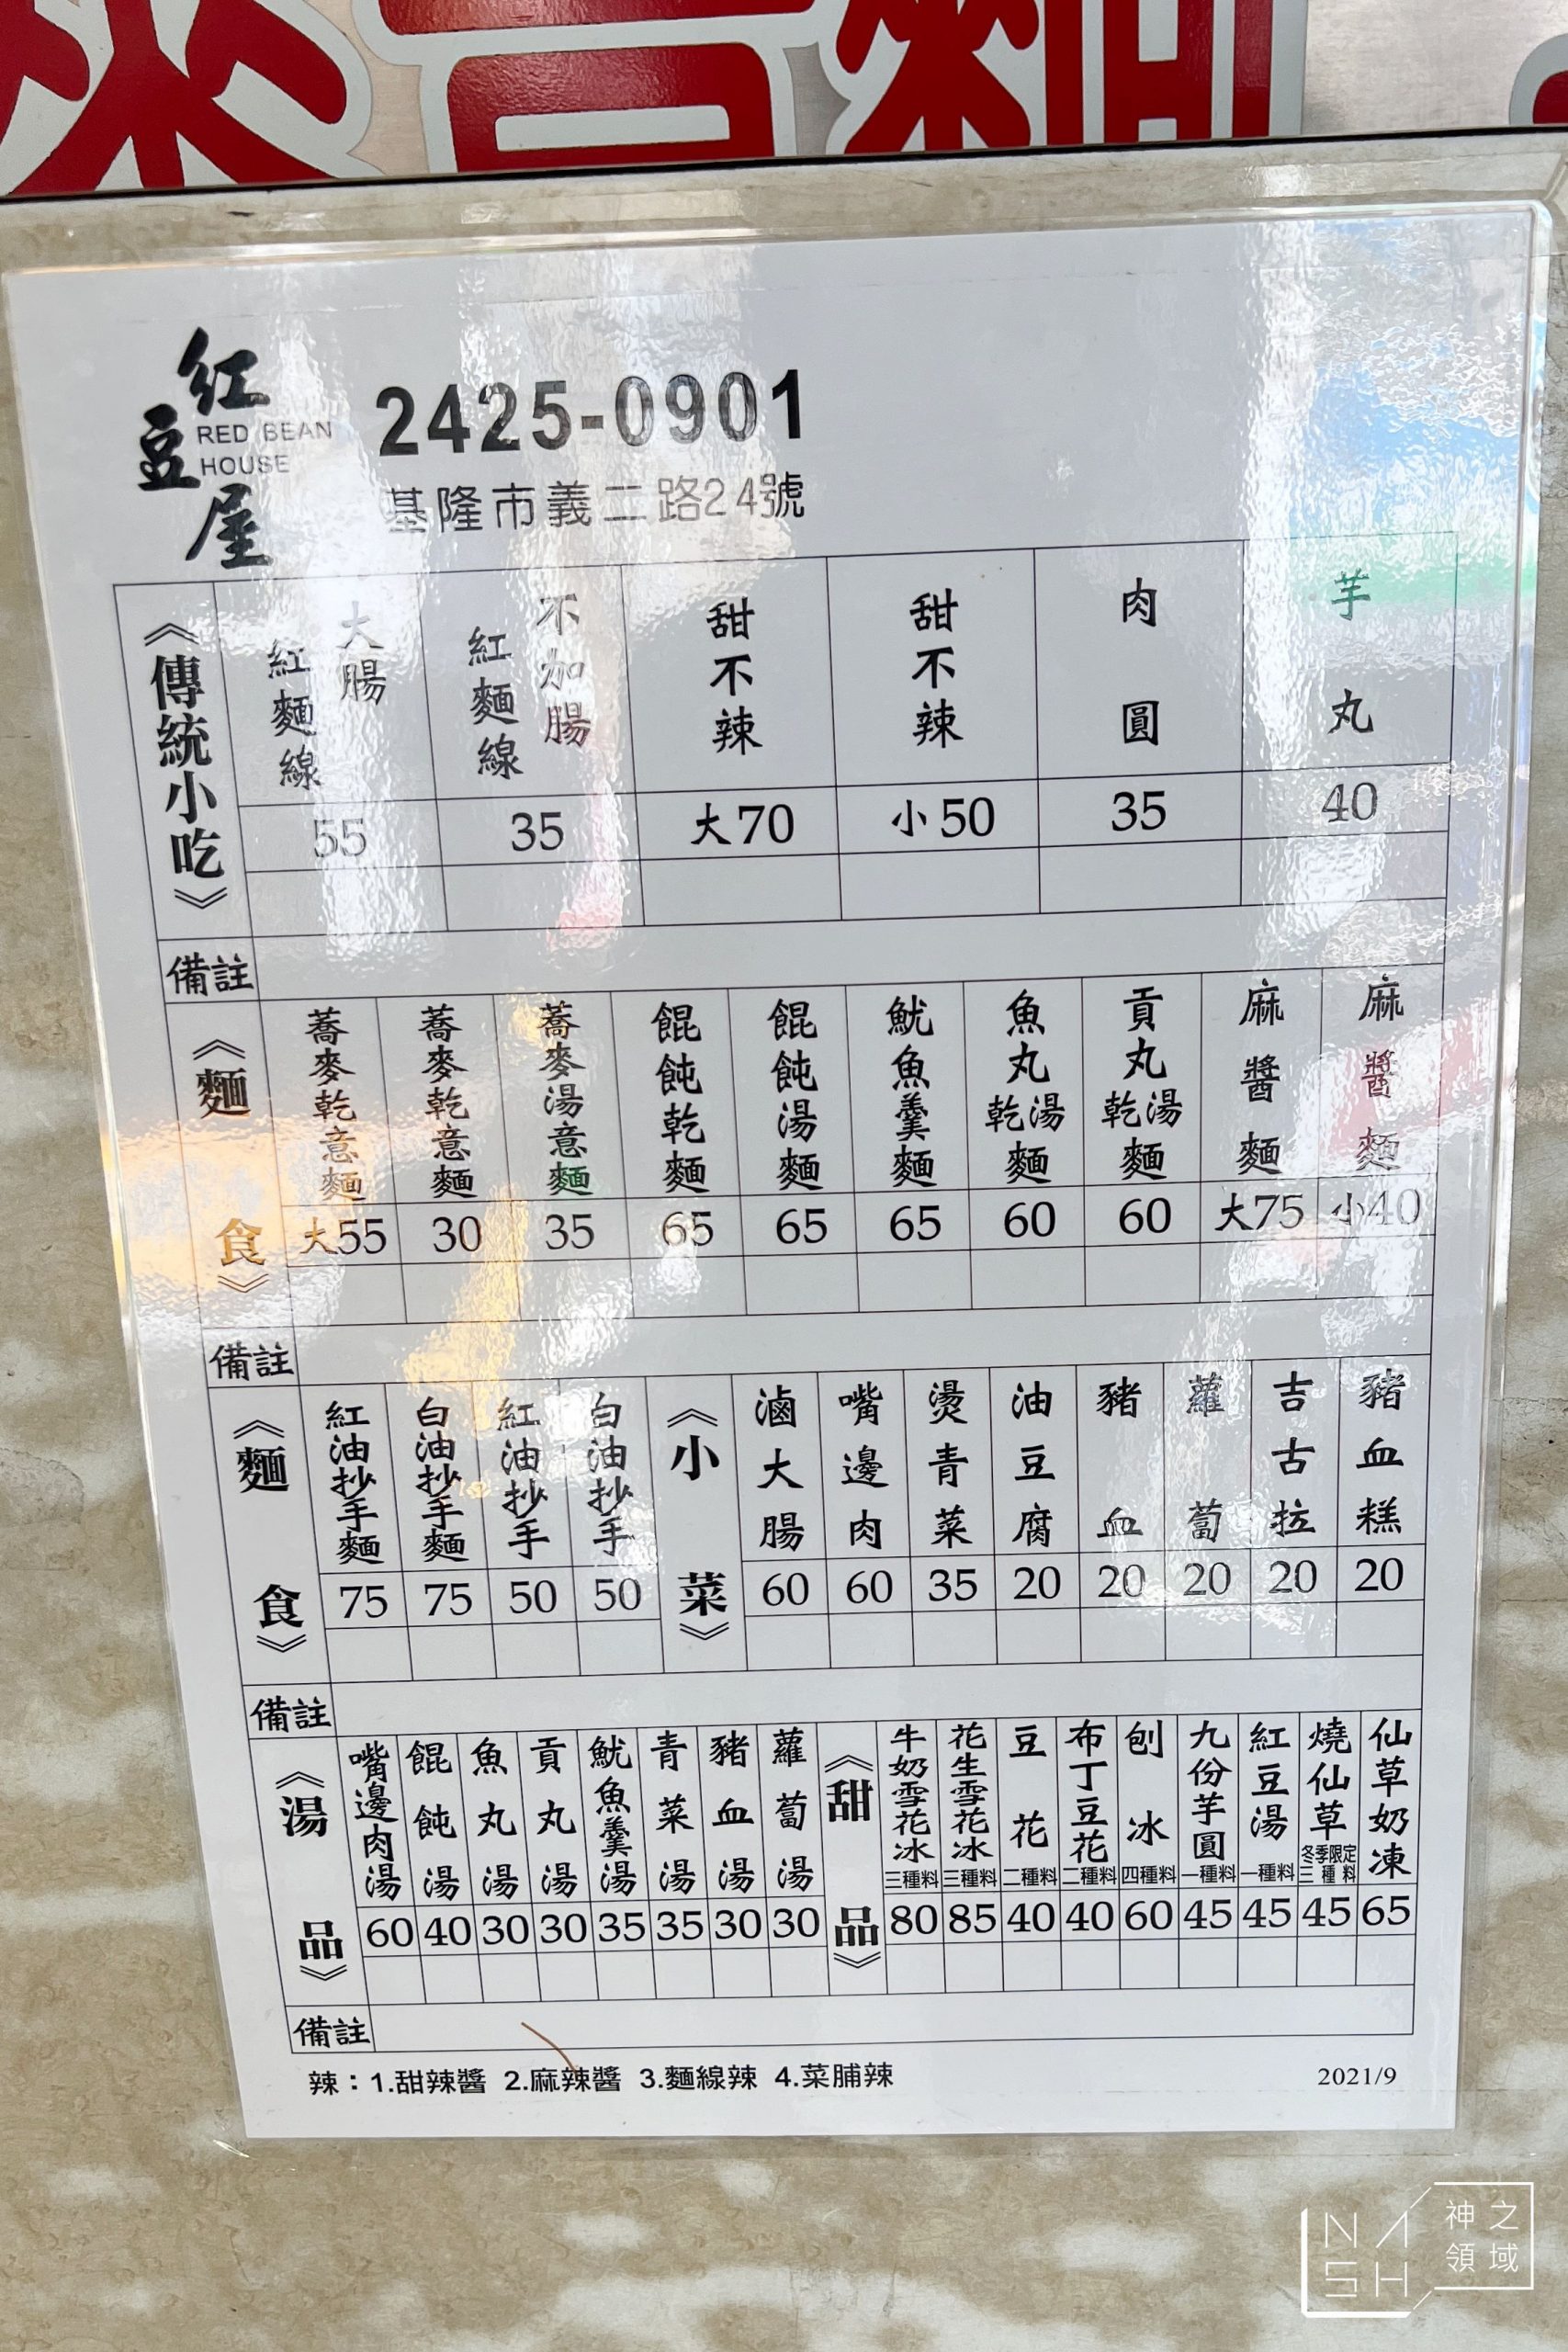 紅豆屋
RED BEAN
HOUSE
2425-0901
基隆市義二路24號
《傳統小吃》
大腸紅麵線 55
不加腸紅麵線 35
甜不辣 大70
甜不辣 小50
肉圓 35
芋丸 40
備註
《麵食》
蕎麥乾意麵 大55
蕎麥乾意麵 30
蕎麥湯意麵 35
餛飩乾麵 65
餛飩湯麵 65
魷魚羹麵 65
魚丸乾湯麵 60
貢丸乾湯麵 60
麻醬麵 大75
麻醬麵 小40
備註
《麵食》
紅油抄手麵 75
白油抄手麵 75
紅油抄手 50
白油抄手 50
《小菜》
滷大腸 60
嘴邊肉 60
燙青菜 35
油豆腐 20
豬血 20
蘿蔔 20
吉古拉 20
豬血糕 20
備註
《湯品》
嘴邊肉湯 60
餛飩湯 40
魚丸湯 30
貢丸湯 30
魷魚羹湯 35
青菜湯 35
豬血湯 30
蘿蔔湯 30
《甜品》
牛奶雪花冰 三種料 80
花生雪花冰 三種料 85
豆花 二種料 40
布丁豆花 二種料 40
刨冰 四種料 60
九份芋圓 一種料 45
紅豆湯 一種料 45
燒仙草 冬季限定 三種料 45
仙草奶凍 65
備註
辣：1.甜辣醬 2.麻辣醬 3.麵線辣 4.菜脯辣
2021/9
NASH
神之
領域